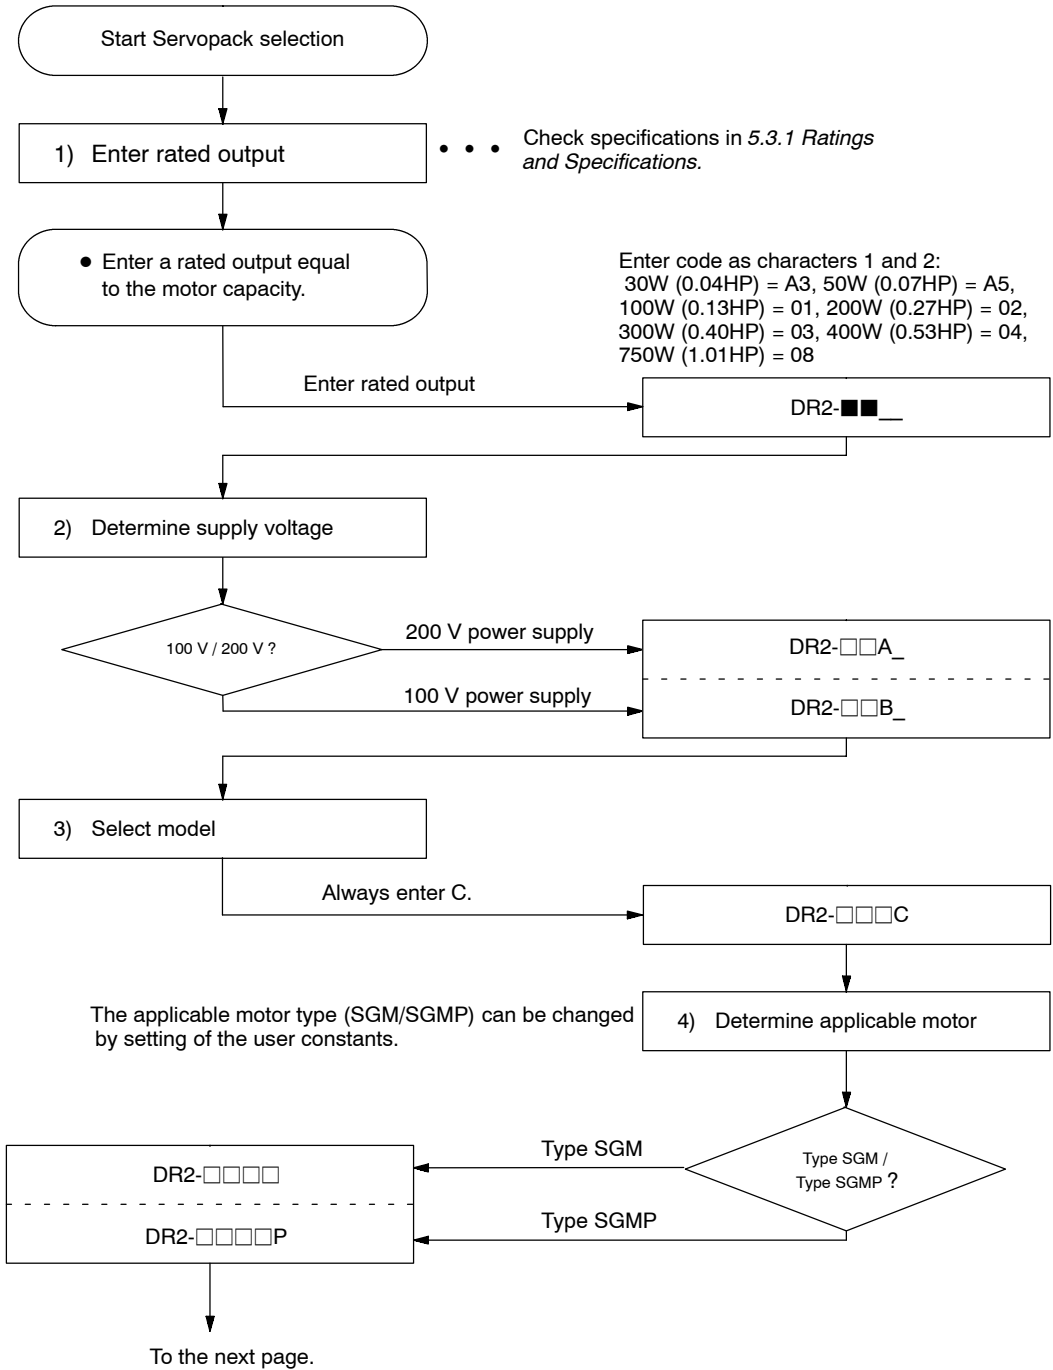 Start Servopack selection
1) Enter rated output
• • • Check specifications in 5.3.1 Ratings
and Specifications.
● Enter a rated output equal
to the motor capacity.
Enter code as characters 1 and 2:
30W (0.04HP) = A3, 50W (0.07HP) = A5,
100W (0.13HP) = 01, 200W (0.27HP) = 02,
300W (0.40HP) = 03, 400W (0.53HP) = 04,
750W (1.01HP) = 08
Enter rated output
DR2-■■__
2) Determine supply voltage
100 V / 200 V ?
200 V power supply
DR2-□□A_
100 V power supply
DR2-□□B_
3) Select model
Always enter C.
DR2-□□□C
The applicable motor type (SGM/SGMP) can be changed
by setting of the user constants.
4) Determine applicable motor
Type SGM /
Type SGMP ?
Type SGM
DR2-□□□□
Type SGMP
DR2-□□□□P
To the next page.